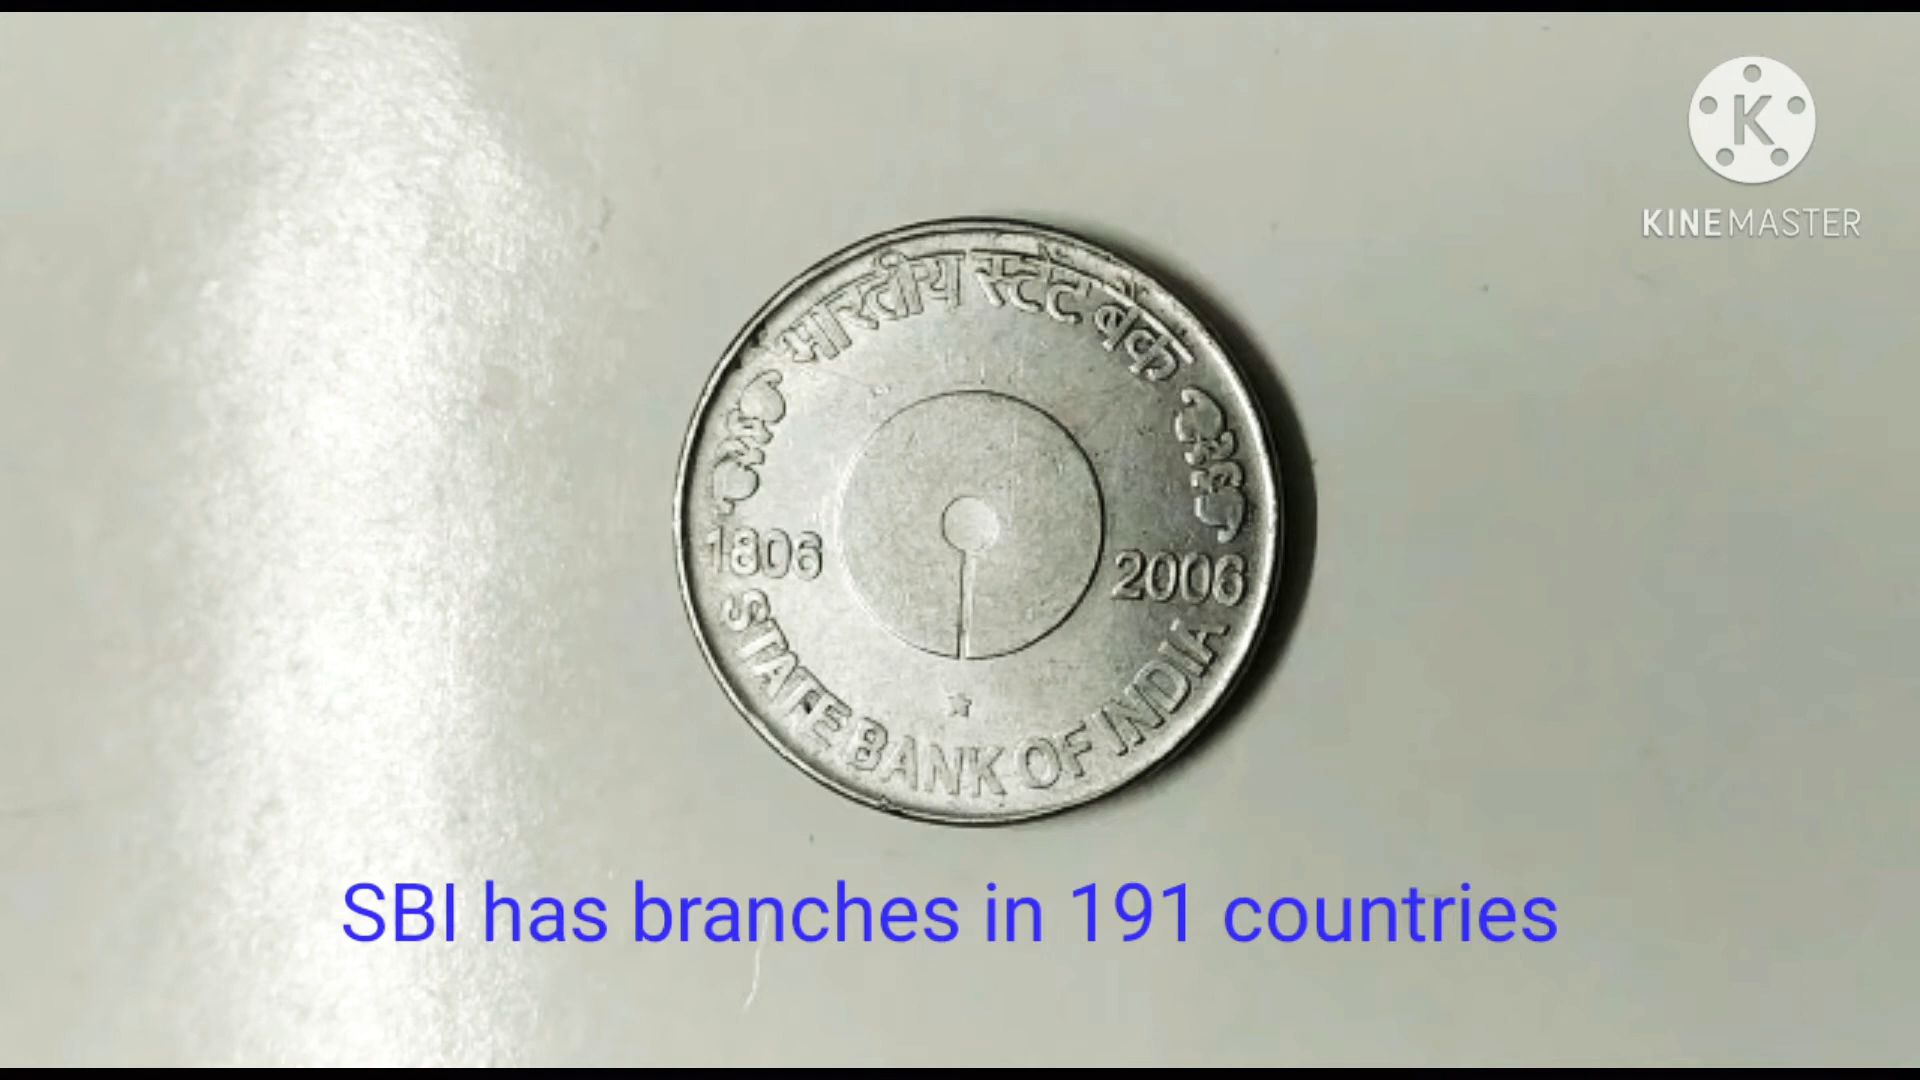 K
KINEMASTER
भारतीय स्टेट बैंक
1806
2006
STATE BANK OF INDIA
SBI has branches in 191 countries